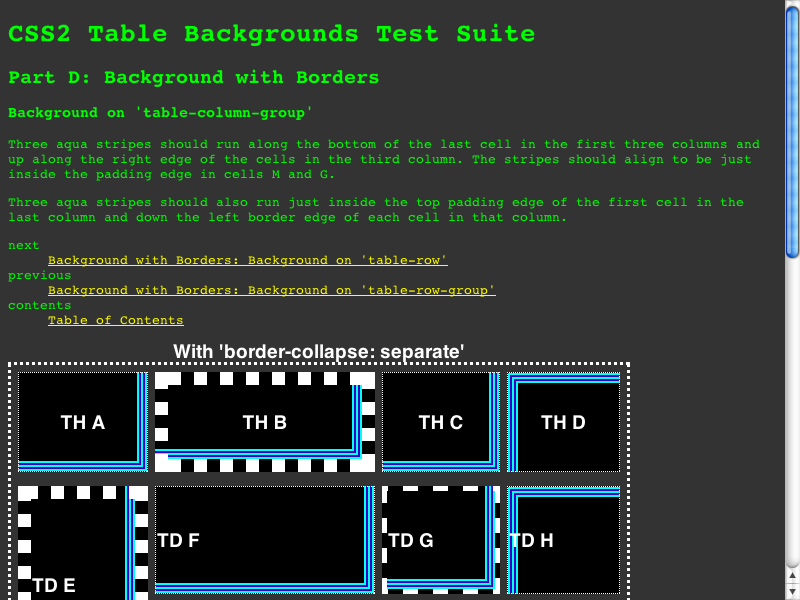 CSS2 Table Backgrounds Test Suite
Part D: Background with Borders
Background on 'table-column-group'
Three aqua stripes should run along the bottom of the last cell in the first three columns and
up along the right edge of the cells in the third column. The stripes should align to be just
inside the padding edge in cells M and G.
Three aqua stripes should also run just inside the top padding edge of the first cell in the
last column and down the left border edge of each cell in that column.
next
Background with Borders: Background on 'table-row'
previous
Background with Borders: Background on 'table-row-group'
contents
Table of Contents
With 'border-collapse: separate'
TH A TH B TH C TH D
TD F TD G TD H
TD E